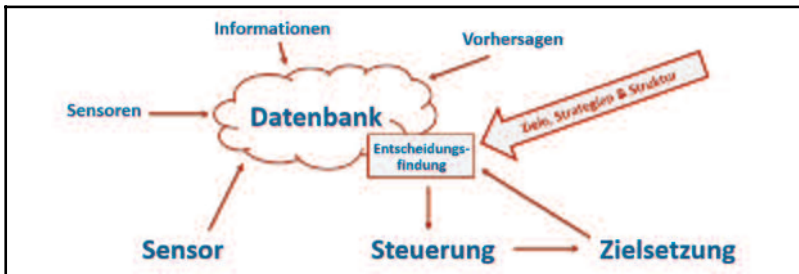 Informationen
Vorhersagen
Sensoren
Datenbank
Ziele, Strategien & Struktur
Entscheidungs-
findung
Sensor
Steuerung
Zielsetzung